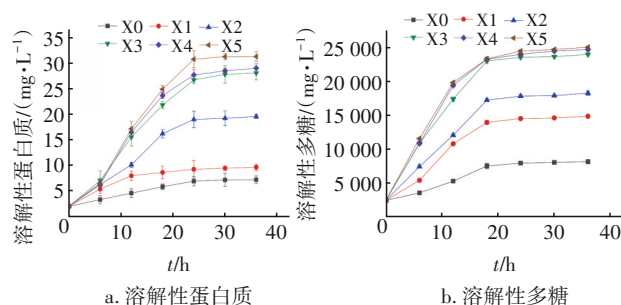 X0 X1 X2
X3 X4 X5
35
30
25
20
15
10
5
0 10 20 30 40
溶解性蛋白质/(mg·L⁻¹)
t/h
a. 溶解性蛋白质
X0 X1 X2
X3 X4 X5
25 000
20 000
15 000
10 000
5 000
0 20 40
溶解性多糖/(mg·L⁻¹)
t/h
b. 溶解性多糖